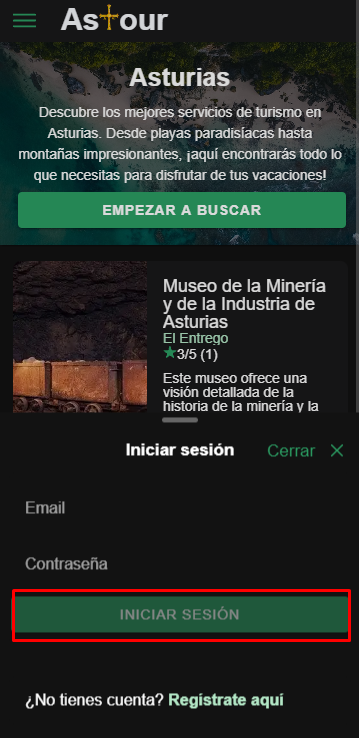 Astour
Asturias
Descubre los mejores servicios de turismo en
Asturias. Desde playas paradisíacas hasta
montañas impresionantes, ¡aquí encontrarás todo lo
que necesitas para disfrutar de tus vacaciones!
EMPEZAR A BUSCAR
Museo de la Minería
y de la Industria de
Asturias
El Entrego
★3/5 (1)
Este museo ofrece una
visión detallada de la
historia de la minería y la
Iniciar sesión
Cerrar ✕
Email
Contraseña
INICIAR SESIÓN
¿No tienes cuenta? Regístrate aquí